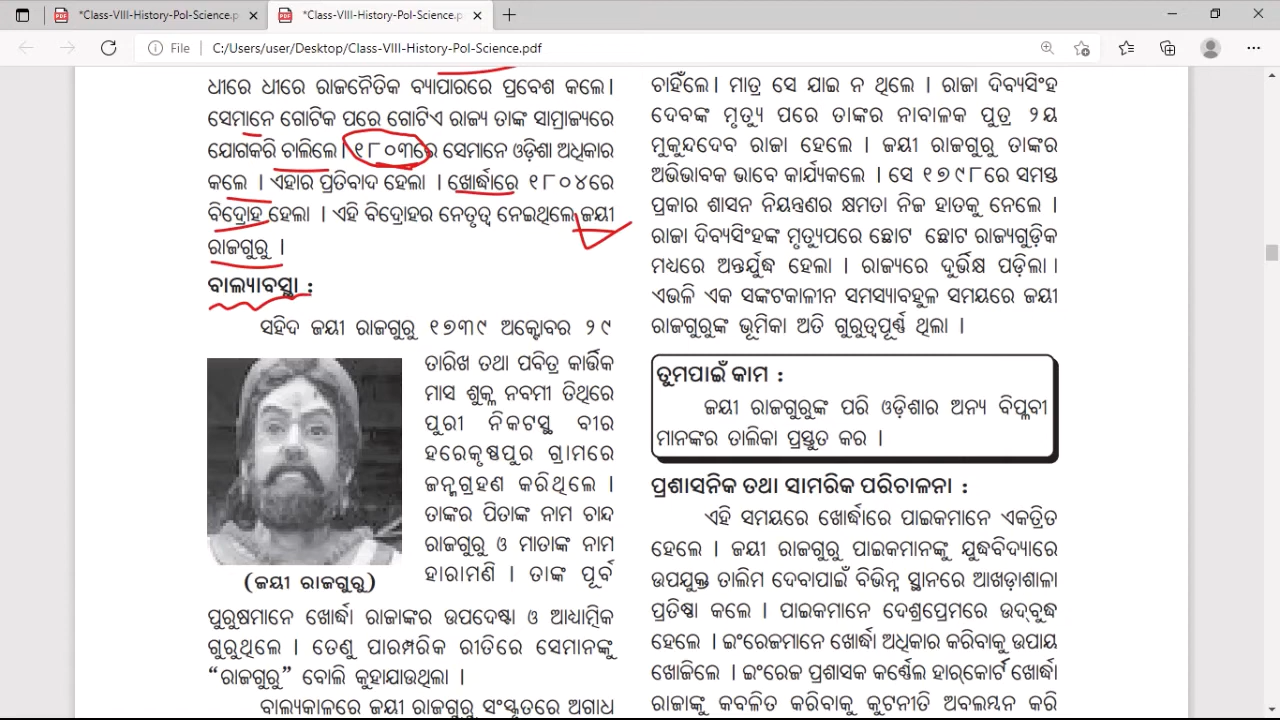 *Class-VIII-History-Pol-Science.p
*Class-VIII-History-Pol-Science.p
File
C:/Users/user/Desktop/Class-VIII-History-Pol-Science.pdf
ଧୀରେ ଧୀରେ ରାଜନୈତିକ ବ୍ୟାପାରରେ ପ୍ରବେଶ କଲେ।
ସେମାନେ ଗୋଟିକ ପରେ ଗୋଟିଏ ରାଜ୍ୟ ତାଙ୍କ ସାମ୍ରାଜ୍ୟରେ
ଯୋଗକରି ଚାଲିଲେ। ୧୮୦୩ରେ ସେମାନେ ଓଡ଼ିଶା ଅଧିକାର
କଲେ । ଏହାର ପ୍ରତିବାଦ ହେଲା । ଖୋର୍ଦ୍ଧାରେ ୧୮୦୪ରେ
ବିଦ୍ରୋହ ହେଲା । ଏହି ବିଦ୍ରୋହର ନେତୃତ୍ୱ ନେଇଥିଲେ ଜୟୀ
ରାଜଗୁରୁ ।
ବାଲ୍ୟାବସ୍ଥା :
ସହିଦ ଜୟୀ ରାଜଗୁରୁ ୧୭୩୯ ଅକ୍ଟୋବର ୨୯
ତାରିଖ ତଥା ପବିତ୍ର କାର୍ତ୍ତିକ
ମାସ ଶୁକ୍ଳ ନବମୀ ତିଥିରେ
ପୁରୀ ନିକଟସ୍ଥ ବୀର
ହରେକୃଷ୍ଣପୁର ଗ୍ରାମରେ
ଜନ୍ମଗ୍ରହଣ କରିଥିଲେ ।
ତାଙ୍କର ପିତାଙ୍କ ନାମ ଚାନ୍ଦ
ରାଜଗୁରୁ ଓ ମାତାଙ୍କ ନାମ
ହାରାମଣି । ତାଙ୍କ ପୂର୍ବ
(ଜୟୀ ରାଜଗୁରୁ)
ପୁରୁଷମାନେ ଖୋର୍ଦ୍ଧା ରାଜାଙ୍କର ଉପଦେଷ୍ଟା ଓ ଆଧ୍ୟାତ୍ମିକ
ଗୁରୁଥିଲେ । ତେଣୁ ପାରମ୍ପରିକ ରୀତିରେ ସେମାନଙ୍କୁ
“ରାଜଗୁରୁ” ବୋଲି କୁହାଯାଉଥିଲା ।
ବାଲ୍ୟକାଳରେ ଜୟୀ ରାଜଗୁରୁ ସଂସ୍କୃତରେ ଅଗାଧ
ଚାହିଁଲେ। ମାତ୍ର ସେ ଯାଇ ନ ଥିଲେ । ରାଜା ଦିବ୍ୟସିଂହ
ଦେବଙ୍କ ମୃତ୍ୟୁ ପରେ ତାଙ୍କର ନାବାଳକ ପୁତ୍ର ୨ୟ
ମୁକୁନ୍ଦଦେବ ରାଜା ହେଲେ । ଜୟୀ ରାଜଗୁରୁ ତାଙ୍କର
ଅଭିଭାବକ ଭାବେ କାର୍ଯ୍ୟକଲେ । ସେ ୧୭୯୮ରେ ସମସ୍ତ
ପ୍ରକାର ଶାସନ ନିୟନ୍ତ୍ରଣର କ୍ଷମତା ନିଜ ହାତକୁ ନେଲେ ।
ରାଜା ଦିବ୍ୟସିଂହଙ୍କ ମୃତ୍ୟୁପରେ ଛୋଟ ଛୋଟ ରାଜ୍ୟଗୁଡ଼ିକ
ମଧ୍ୟରେ ଅନ୍ତର୍ଯୁଦ୍ଧ ହେଲା । ରାଜ୍ୟରେ ଦୁର୍ଭିକ୍ଷ ପଡ଼ିଲା।
ଏଭଳି ଏକ ସଙ୍କଟକାଳୀନ ସମସ୍ୟାବହୁଳ ସମୟରେ ଜୟୀ
ରାଜଗୁରୁଙ୍କ ଭୂମିକା ଅତି ଗୁରୁତ୍ୱପୂର୍ଣ୍ଣ ଥିଲା ।
ତୁମପାଇଁ କାମ :
ଜୟୀ ରାଜଗୁରୁଙ୍କ ପରି ଓଡ଼ିଶାର ଅନ୍ୟ ବିପ୍ଳବୀ
ମାନଙ୍କର ତାଲିକା ପ୍ରସ୍ତୁତ କର ।
ପ୍ରଶାସନିକ ତଥା ସାମରିକ ପରିଚାଳନା :
ଏହି ସମୟରେ ଖୋର୍ଦ୍ଧାରେ ପାଇକମାନେ ଏକତ୍ରିତ
ହେଲେ । ଜୟୀ ରାଜଗୁରୁ ପାଇକମାନଙ୍କୁ ଯୁଦ୍ଧବିଦ୍ୟାରେ
ଉପଯୁକ୍ତ ତାଲିମ ଦେବାପାଇଁ ବିଭିନ୍ନ ସ୍ଥାନରେ ଆଖଡ଼ାଶାଳା
ପ୍ରତିଷ୍ଠା କଲେ । ପାଇକମାନେ ଦେଶପ୍ରେମରେ ଉଦ୍‌ବୁଦ୍ଧ
ହେଲେ । ଇଂରେଜମାନେ ଖୋର୍ଦ୍ଧା ଅଧିକାର କରିବାକୁ ଉପାୟ
ଖୋଜିଲେ । ଇଂରେଜ ପ୍ରଶାସକ କର୍ଣ୍ଣେଲ ହାର୍‌କୋର୍ଟ ଖୋର୍ଦ୍ଧା
ରାଜାଙ୍କୁ କବଳିତ କରିବାକୁ କୁଟନୀତି ଅବଲମ୍ବନ କରି